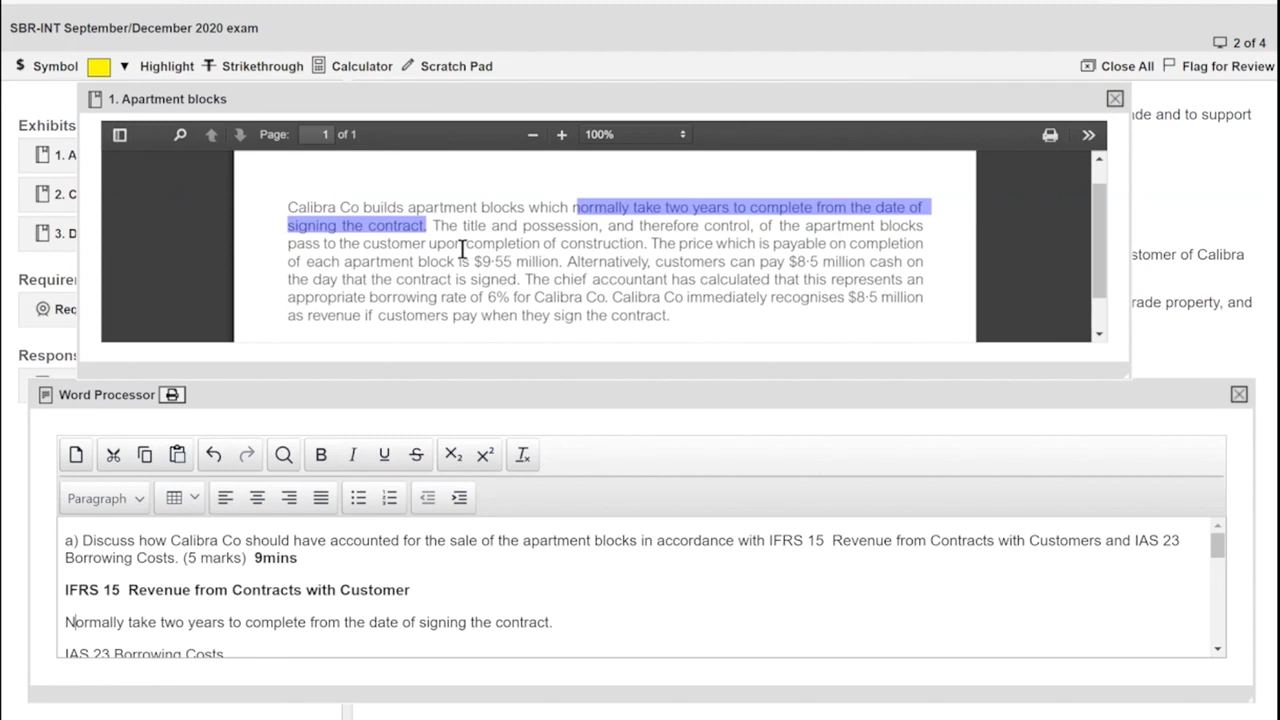 SBR-INT September/December 2020 exam
2 of 4
$ Symbol Highlight Strikethrough Calculator Scratch Pad Close All Flag for Review
1. Apartment blocks
de and to support
Exhibits
Page: 1 of 1 100%
1. A
2. C
3. D
Calibra Co builds apartment blocks which normally take two years to complete from the date of
signing the contract. The title and possession, and therefore control, of the apartment blocks
pass to the customer upon completion of construction. The price which is payable on completion
of each apartment block is $9·55 million. Alternatively, customers can pay $8·5 million cash on
the day that the contract is signed. The chief accountant has calculated that this represents an
appropriate borrowing rate of 6% for Calibra Co. Calibra Co immediately recognises $8·5 million
as revenue if customers pay when they sign the contract.
stomer of Calibra
Requirer
Req
rade property, and
Respons
Word Processor
B I U S X₂ X² Tx
Paragraph
a) Discuss how Calibra Co should have accounted for the sale of the apartment blocks in accordance with IFRS 15 Revenue from Contracts with Customers and IAS 23
Borrowing Costs. (5 marks) 9mins
IFRS 15 Revenue from Contracts with Customer
Normally take two years to complete from the date of signing the contract.
IAS 23 Borrowing Costs